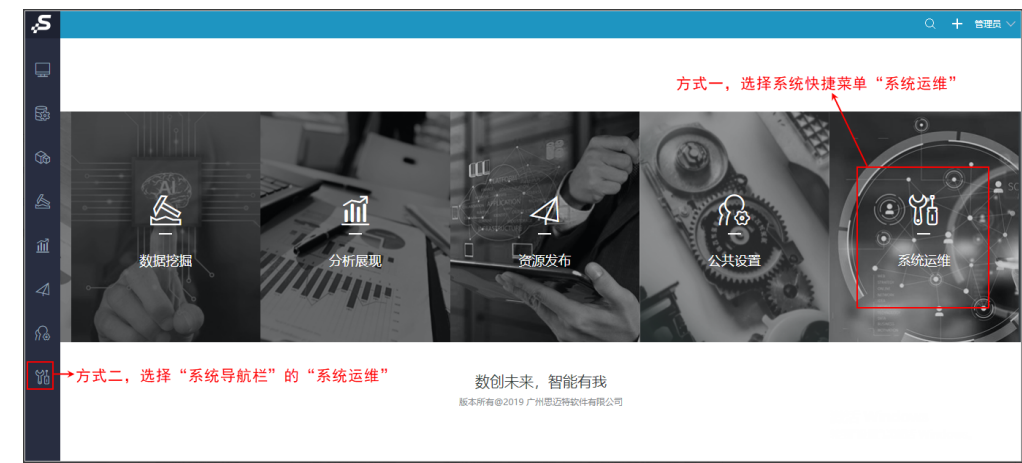 S
管理员
方式一，选择系统快捷菜单“系统运维”
AI
数据挖掘
分析展现
资源发布
公共设置
系统运维
方式二，选择“系统导航栏”的“系统运维”
数创未来，智能有我
版本所有@2019 广州思迈特软件有限公司